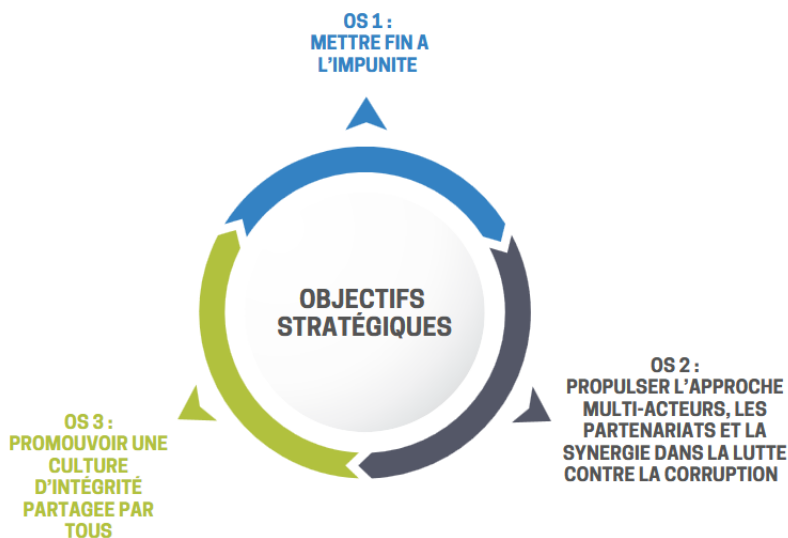 OS 1 :
METTRE FIN A
L'IMPUNITE
OBJECTIFS
STRATÉGIQUES
OS 2 :
PROPULSER L'APPROCHE
MULTI-ACTEURS, LES
PARTENARIATS ET LA
SYNERGIE DANS LA LUTTE
CONTRE LA CORRUPTION
OS 3 :
PROMOUVOIR UNE
CULTURE
D'INTÉGRITÉ
PARTAGEE PAR
TOUS